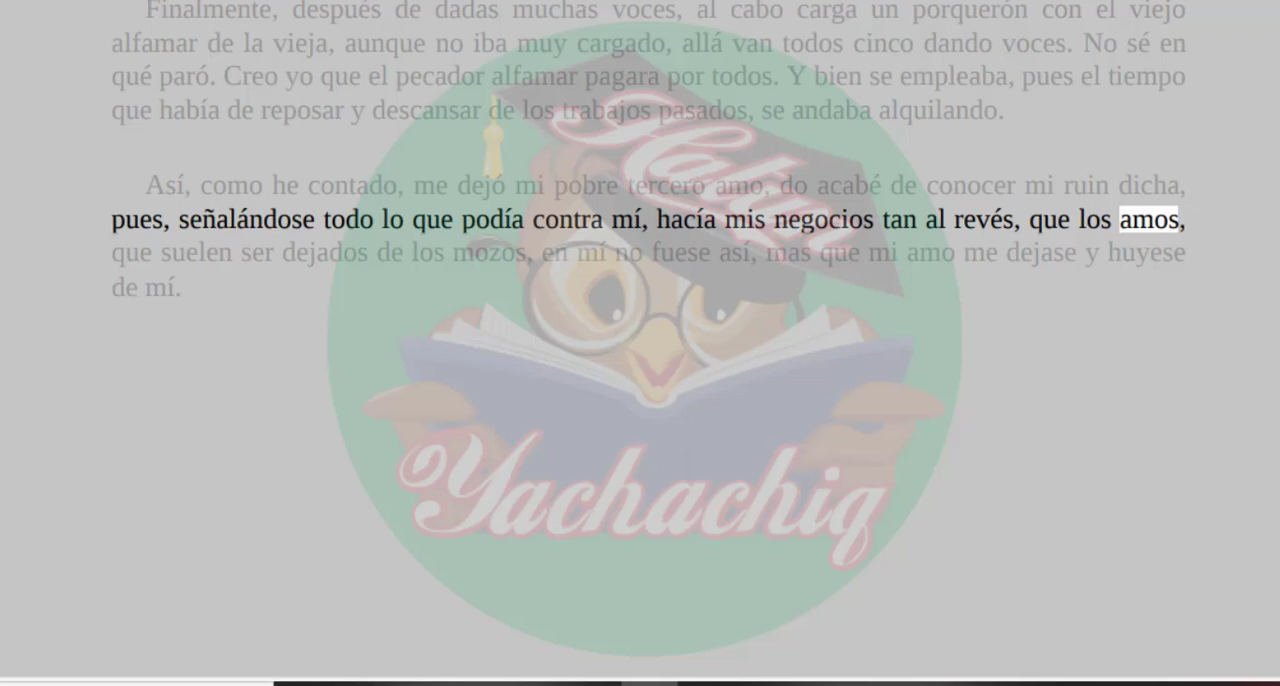 Finalmente, después de dadas muchas voces, al cabo carga un porquerón con el viejo
alfamar de la vieja, aunque no iba muy cargado, allá van todos cinco dando voces. No sé en
qué paró. Creo yo que el pecador alfamar pagara por todos. Y bien se empleaba, pues el tiempo
que había de reposar y descansar de los trabajos pasados, se andaba alquilando.
Así, como he contado, me dejó mi pobre tercero amo, do acabé de conocer mi ruin dicha,
pues, señalándose todo lo que podía contra mí, hacía mis negocios tan al revés, que los amos,
que suelen ser dejados de los mozos, en mí no fuese así, mas que mi amo me dejase y huyese
de mí.
Hatun
Yachachiq